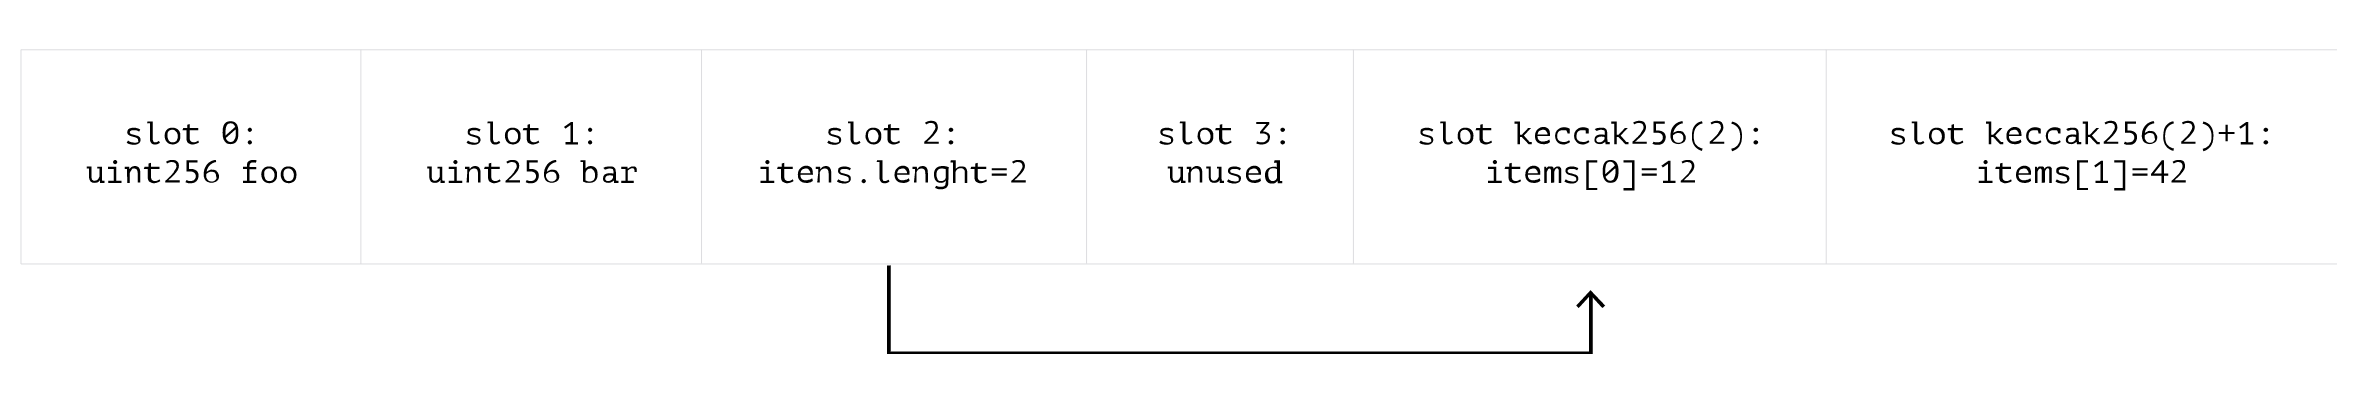 slot 0:
uint256 foo
slot 1:
uint256 bar
slot 2:
itens.lenght=2
slot 3:
unused
slot keccak256(2):
items[0]=12
slot keccak256(2)+1:
items[1]=42